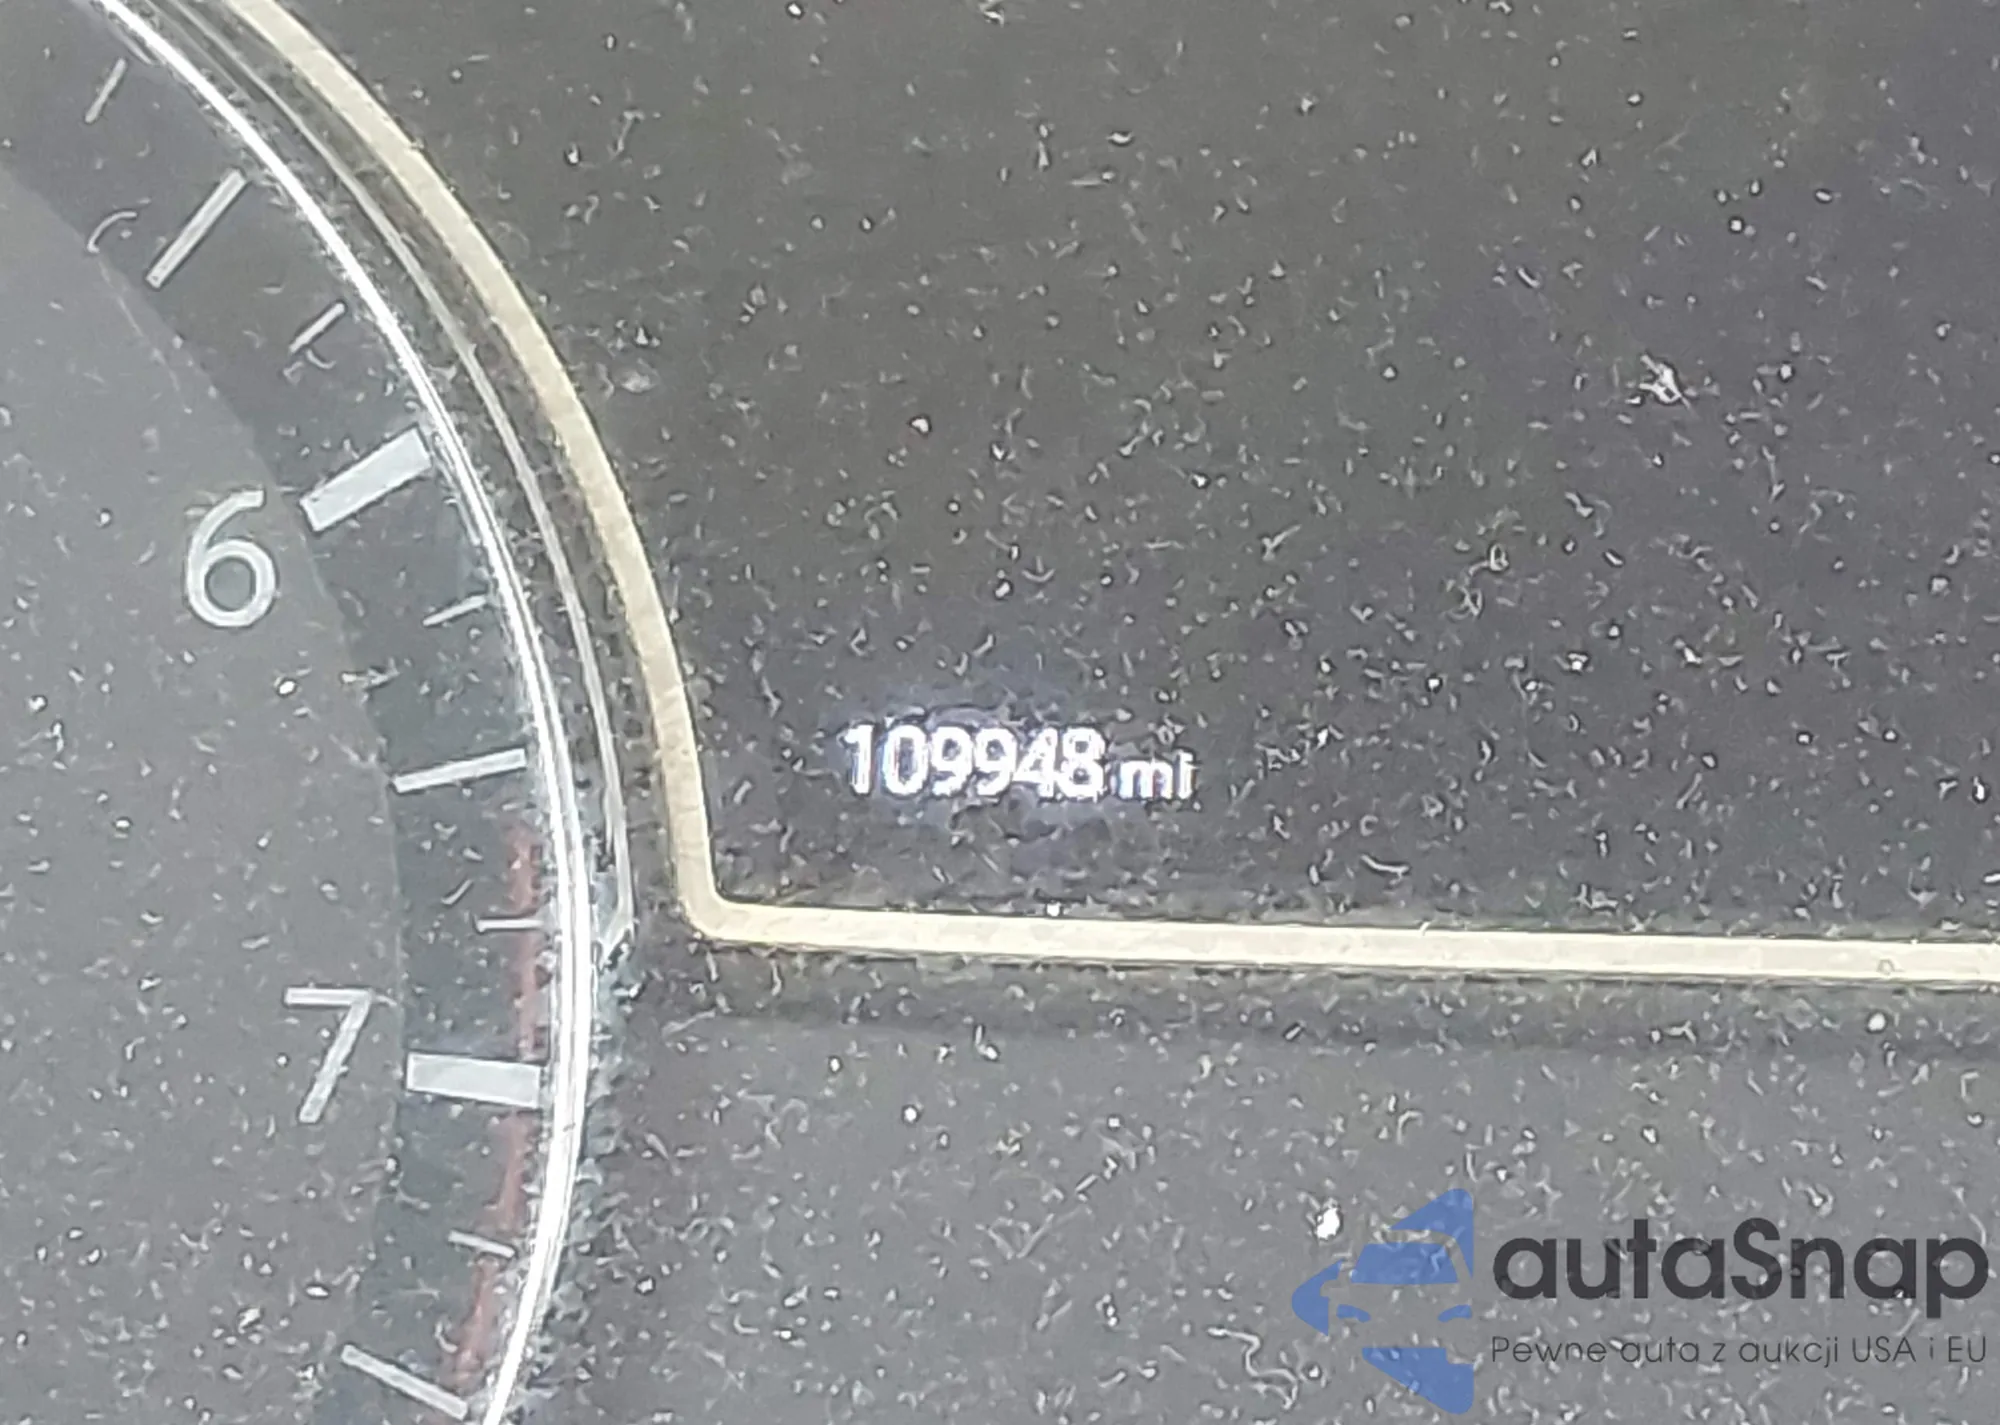 6
109948 mi
7
autaSnap
Pewne auta z aukcji USA i EU